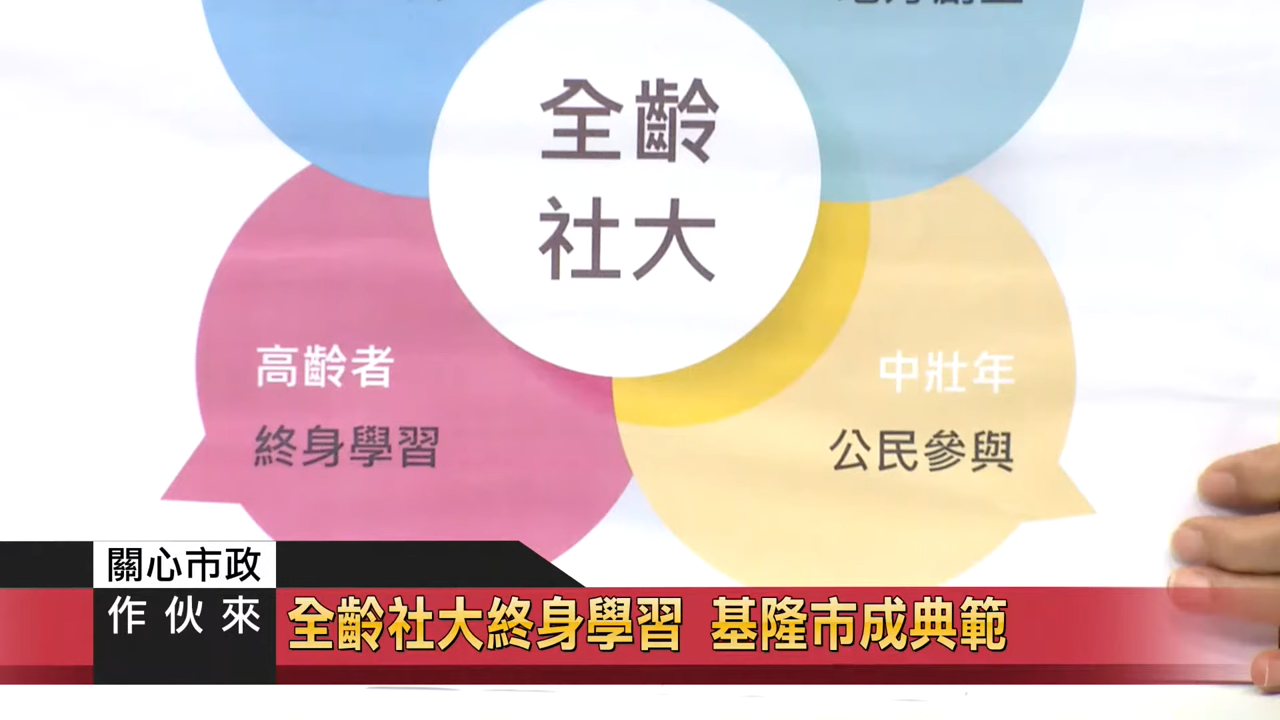 全齡
社大
高齡者
終身學習
中壯年
公民參與
關心市政
作伙來
全齡社大終身學習 基隆市成典範